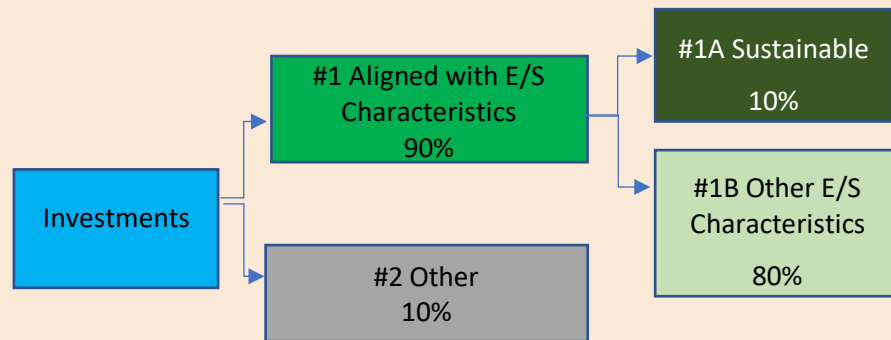 Investments
#1 Aligned with E/S
Characteristics
90%
#2 Other
10%
#1A Sustainable
10%
#1B Other E/S
Characteristics
80%